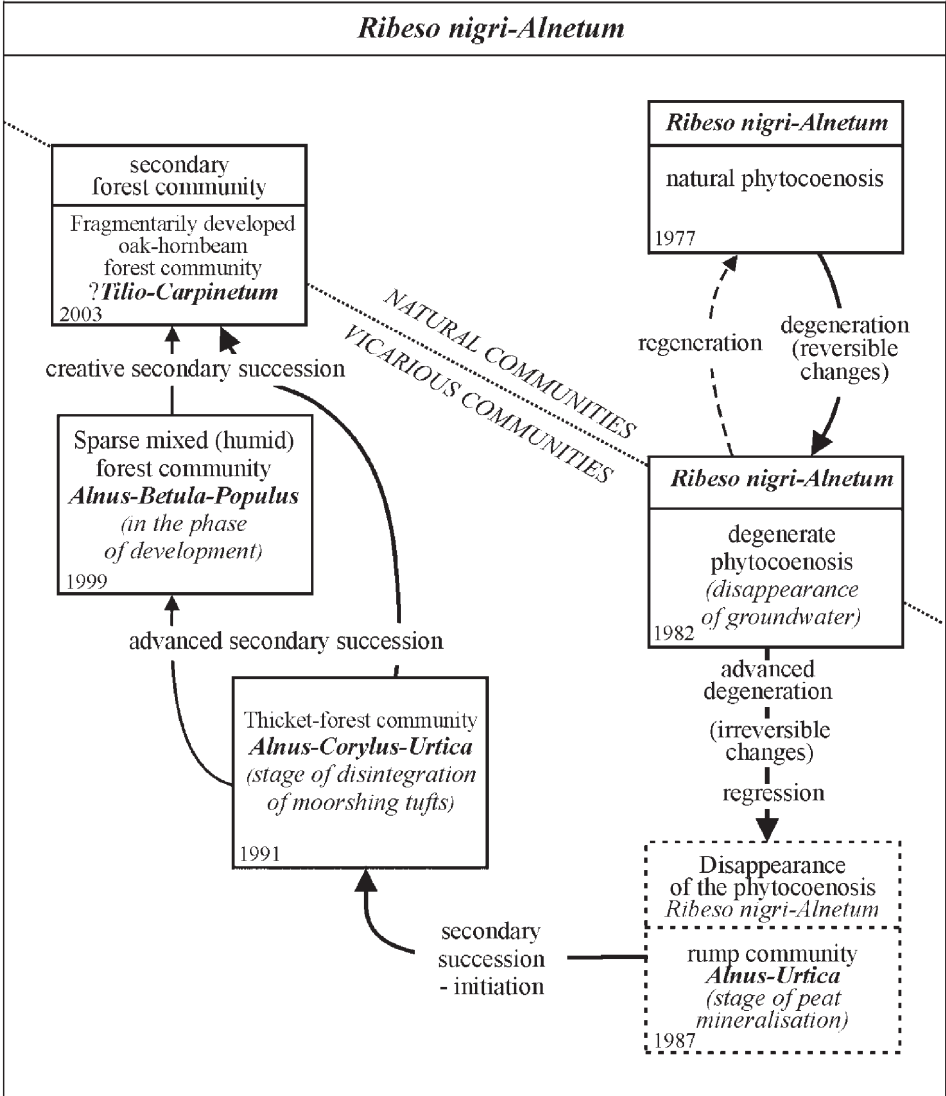 Ribeso nigri-Alnetum
secondary
forest community
Fragmentarily developed
oak-hornbeam
forest community
?Tilio-Carpinetum
2003
creative secondary succession
Sparse mixed (humid)
forest community
Alnus-Betula-Populus
(in the phase
of development)
1999
advanced secondary succession
Thicket-forest community
Alnus-Corylus-Urtica
(stage of disintegration
of moorshing tufts)
1991
secondary
succession
- initiation
NATURAL COMMUNITIES
VICARIOUS COMMUNITIES
Ribeso nigri-Alnetum
natural phytocoenosis
1977
regeneration
degeneration
(reversible
changes)
Ribeso nigri-Alnetum
degenerate
phytocoenosis
(disappearance
of groundwater)
1982
advanced
degeneration
(irreversible
changes)
regression
Disappearance
of the phytocoenosis
Ribeso nigri-Alnetum
rump community
Alnus-Urtica
(stage of peat
mineralisation)
1987